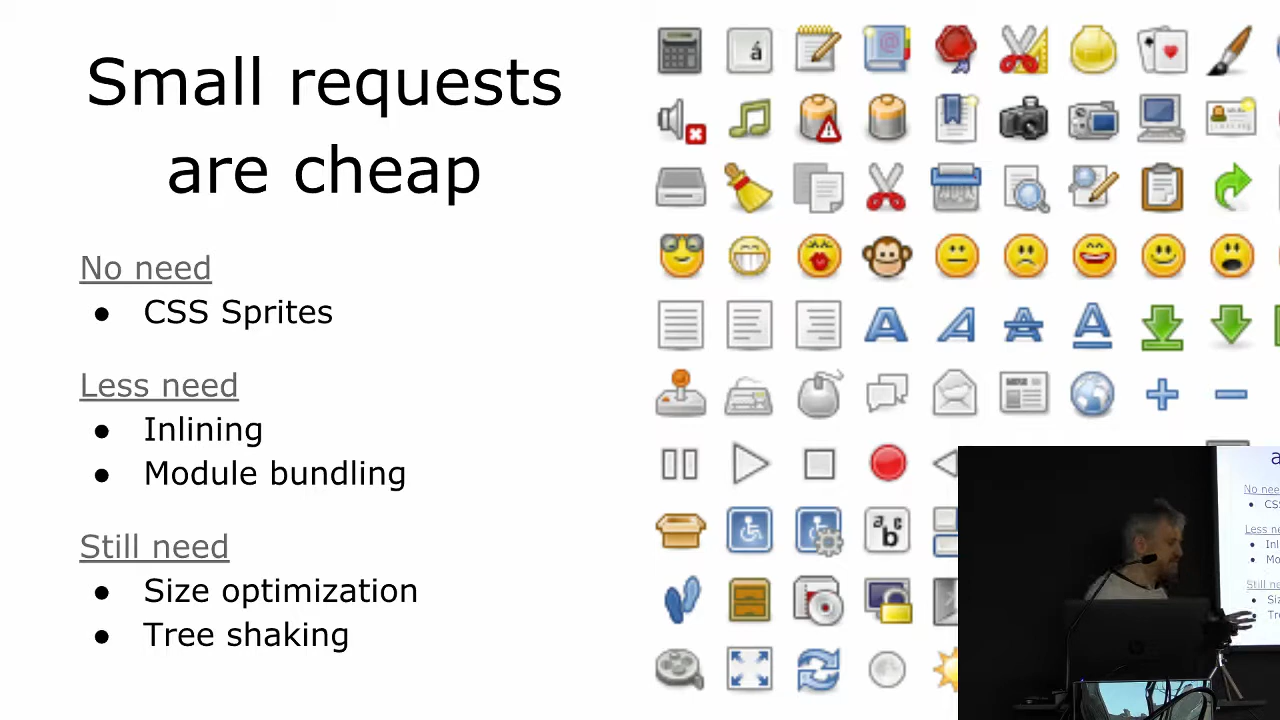 Small requests
are cheap
No need
● CSS Sprites
Less need
● Inlining
● Module bundling
Still need
● Size optimization
● Tree shaking